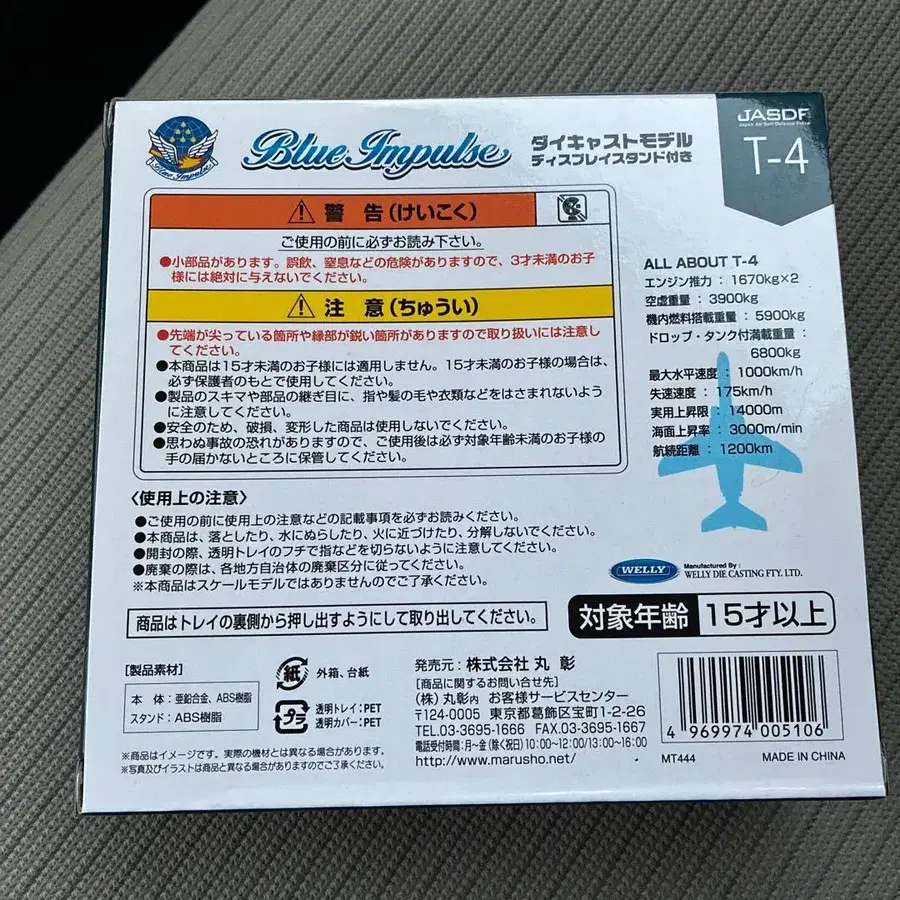 Blue Impulse
Blue Impulse
ダイキャストモデル
ディスプレイスタンド付き
JASDF
Japan Air Self Defense Force
T-4
警 告(けいこく)
ご使用の前に必ずお読み下さい。
●小部品があります。誤飲、窒息などの危険がありますので、3才未満のお子
様には絶対に与えないでください。
注 意(ちゅうい)
●先端が尖っている箇所や縁部が鋭い箇所がありますので取り扱いには注意し
てください。
●本商品は15才未満のお子様には適用しません。15才未満のお子様の場合は、
必ず保護者のもとで使用してください。
●製品のスキマや部品の継ぎ目に、指や髪の毛や衣類などをはさまれないよう
に注意してください。
●安全のため、破損、変形した商品は使用しないでください。
●思わぬ事故の恐れがありますので、ご使用後は必ず対象年齢未満のお子様の
手の届かないところに保管してください。
ALL ABOUT T-4
エンジン推力 : 1670kg×2
空虚重量 : 3900kg
機内燃料搭載重量 : 5900kg
ドロップ・タンク付満載重量 :
6800kg
最大水平速度 : 1000km/h
失速速度 : 175km/h
実用上昇限 : 14000m
海面上昇率 : 3000m/min
航続距離 : 1200km
〈使用上の注意〉
●ご使用の前に使用上の注意などの記載事項を必ずお読みください。
●本商品は、落としたり、水にぬらしたり、火に近づけたり、分解しないでください。
●開封の際、透明トレイのフチで指などを切らないように注意してください。
●廃棄の際は、各地方自治体の廃棄区分に従ってください。
※本商品はスケールモデルではありませんのでご了承ください。
WELLY
Manufactured By :
WELLY DIE CASTING FTY. LTD.
商品はトレイの裏側から押し出すようにして取り出してください。
対象年齢 15才以上
[製品素材]
本 体 : 亜鉛合金、ABS樹脂
スタンド : ABS樹脂
紙 外箱、台紙
プラ 透明トレイ : PET
透明カバー : PET
※商品はイメージです。実際の機材とは異なる場合があります。
※写真及びイラストは商品と異なる場合がありますのでご了承ください。
発売元 : 株式会社 丸 彰
[商品に関するお問い合せ先]
(株) 丸彰内 お客様サービスセンター
〒124-0005 東京都葛飾区宝町1-2-26
TEL.03-3695-1666 FAX.03-3695-1667
電話受付時間 : 月〜金 (除く祝日) 10:00〜12:00/13:00〜16:00
http://www.marusho.net/
4 969974 005106
MT444 MADE IN CHINA